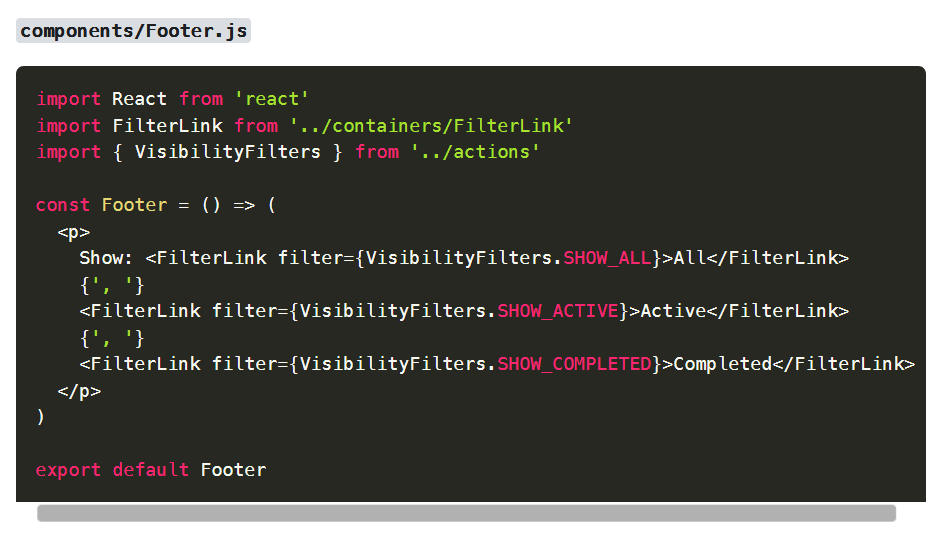 components/Footer.js
import React from 'react'
import FilterLink from '../containers/FilterLink'
import { VisibilityFilters } from '../actions'
const Footer = () => (
  <p>
    Show: <FilterLink filter={VisibilityFilters.SHOW_ALL}>All</FilterLink>
    {', '}
    <FilterLink filter={VisibilityFilters.SHOW_ACTIVE}>Active</FilterLink>
    {', '}
    <FilterLink filter={VisibilityFilters.SHOW_COMPLETED}>Completed</FilterLink>
  </p>
)
export default Footer